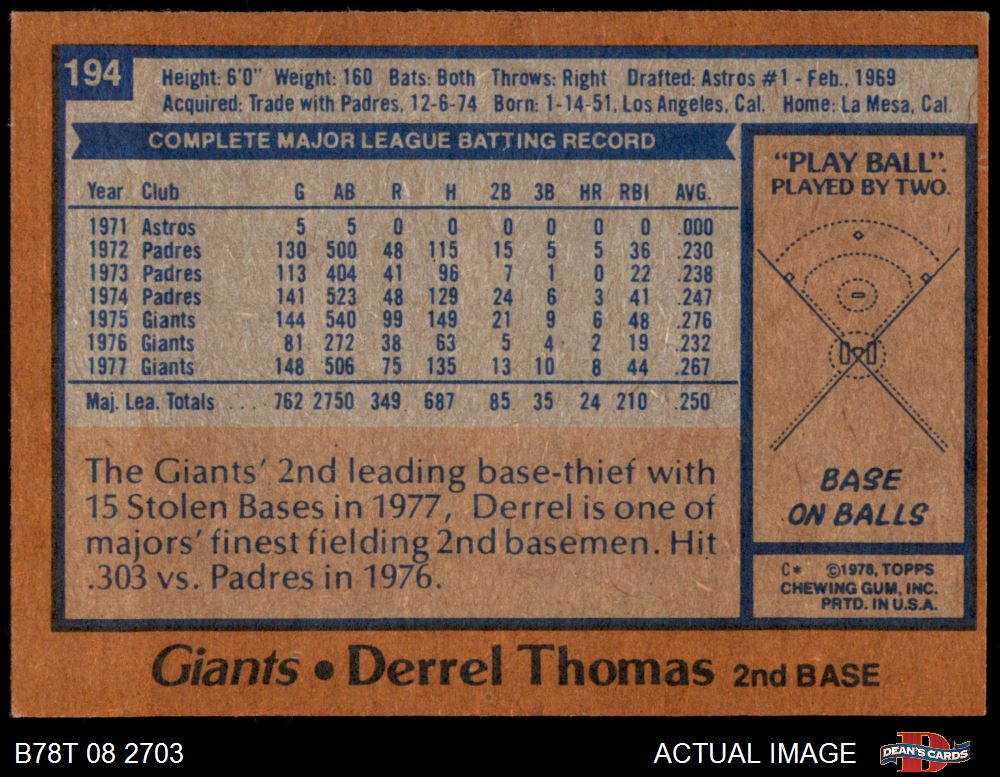 194
Height: 6'0" Weight: 160 Bats: Both Throws: Right Drafted: Astros #1 - Feb., 1969
Acquired: Trade with Padres, 12-6-74 Born: 1-14-51, Los Angeles, Cal. Home: La Mesa, Cal.
COMPLETE MAJOR LEAGUE BATTING RECORD
Year Club G AB R H 2B 3B HR RBI AVG.
1971 Astros 5 5 0 0 0 0 0 0 .000
1972 Padres 130 500 48 115 15 5 5 36 .230
1973 Padres 113 404 41 96 7 1 0 22 .238
1974 Padres 141 523 48 129 24 6 3 41 .247
1975 Giants 144 540 99 149 21 9 6 48 .276
1976 Giants 81 272 38 63 5 4 2 19 .232
1977 Giants 148 506 75 135 13 10 8 44 .267
Maj. Lea. Totals ... 762 2750 349 687 85 35 24 210 .250
The Giants' 2nd leading base-thief with
15 Stolen Bases in 1977, Derrel is one of
majors' finest fielding 2nd basemen. Hit
.303 vs. Padres in 1976.
"PLAY BALL".
PLAYED BY TWO.
BASE
ON BALLS
C* ©1978, TOPPS
CHEWING GUM, INC.
PRTD. IN U.S.A.
Giants • Derrel Thomas 2nd BASE
B78T 08 2703
ACTUAL IMAGE
D
DEAN'S CARDS